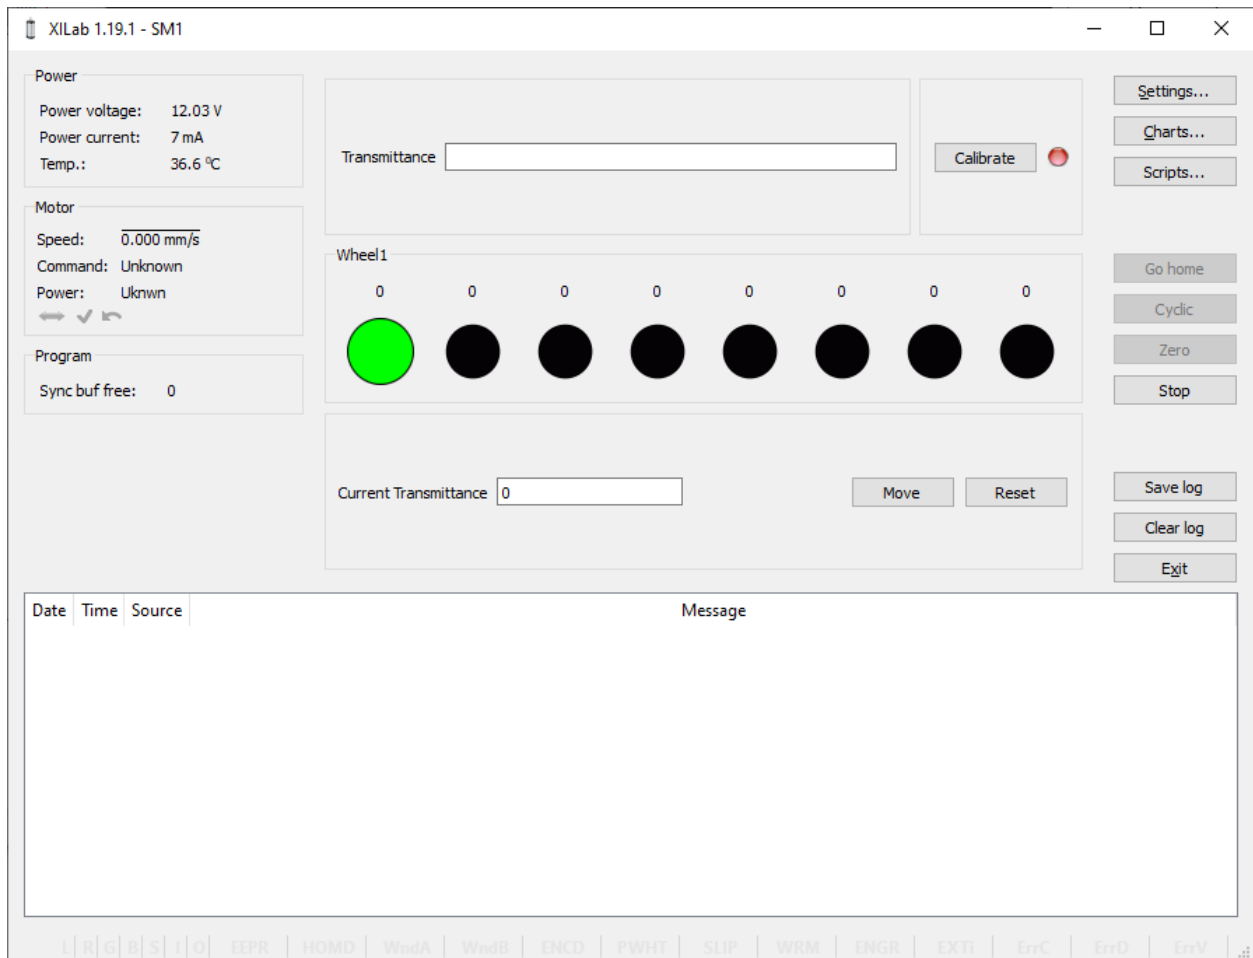 XILab 1.19.1 - SM1
Power
Power voltage: 12.03 V
Power current: 7 mA
Temp.: 36.6 ⁰C
Motor
Speed: 0.000 mm/s
Command: Unknown
Power: Uknwn
Program
Sync buf free: 0
Transmittance
Calibrate
Wheel1
0 0 0 0 0 0 0 0
Current Transmittance 0
Move Reset
Settings...
Charts...
Scripts...
Go home
Cyclic
Zero
Stop
Save log
Clear log
Exit
Date Time Source Message
L R G B S I O EEPR HOMD WndA WndB ENCD PWHT SLIP WRM ENGR EXTi ErrC ErrD ErrV